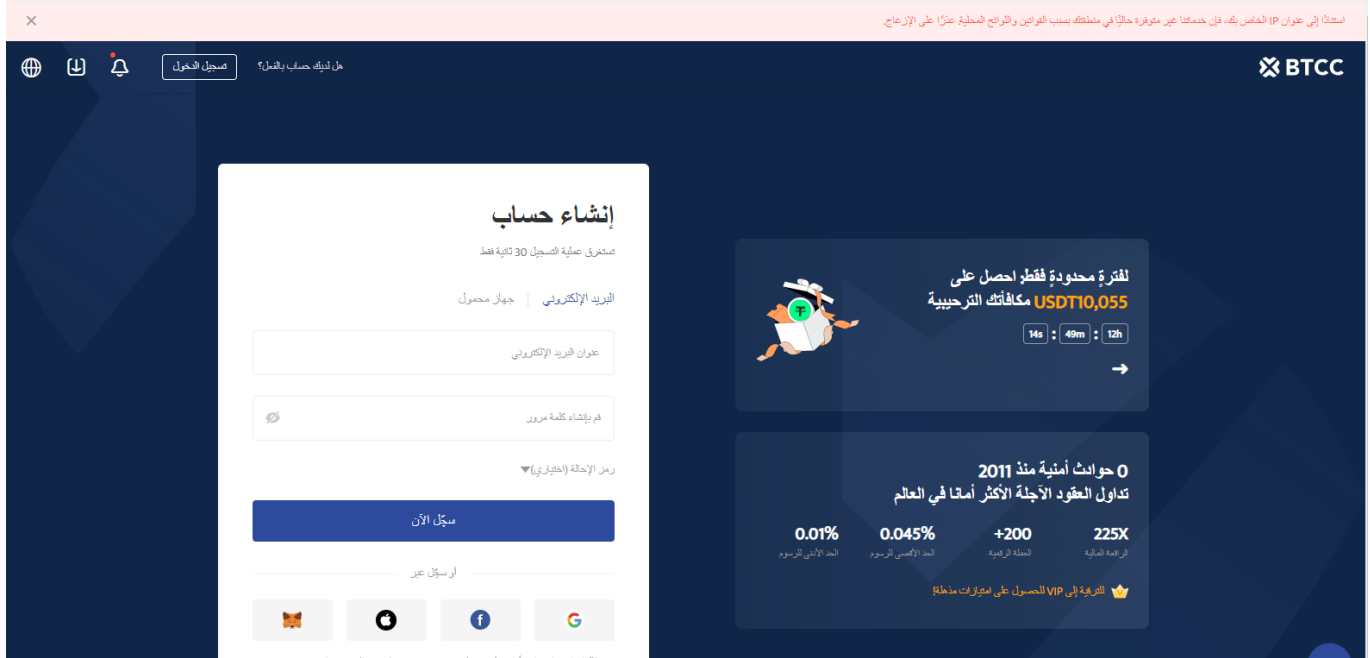 استنادًا إلى عنوان IP الخاص بك، فإن خدماتنا غير متوفرة حاليًا في منطقتك بسبب القوانين واللوائح المحلية. عذرًا على الإزعاج.
BTCC
هل لديك حساب بالفعل؟
تسجيل الدخول
إنشاء حساب
تستغرق عملية التسجيل 30 ثانية فقط
البريد الإلكتروني | جهاز محمول
عنوان البريد الإلكتروني
قم بإنشاء كلمة مرور
رمز الإحالة (اختياري)
سجّل الآن
أو سجّل عبر
لفترةٍ محدودةٍ فقط؛ احصل على
USDT10,055 مكافأتك الترحيبية
12h : 49m : 14s
0 حوادث أمنية منذ 2011
تداول العقود الآجلة الأكثر أمانا في العالم
225X
الرافعة المالية
200+
العملة الرقمية
0.045%
الحد الأقصى للرسوم
0.01%
الحد الأدنى للرسوم
للترقية إلى VIP للحصول على امتيازات مذهلة!